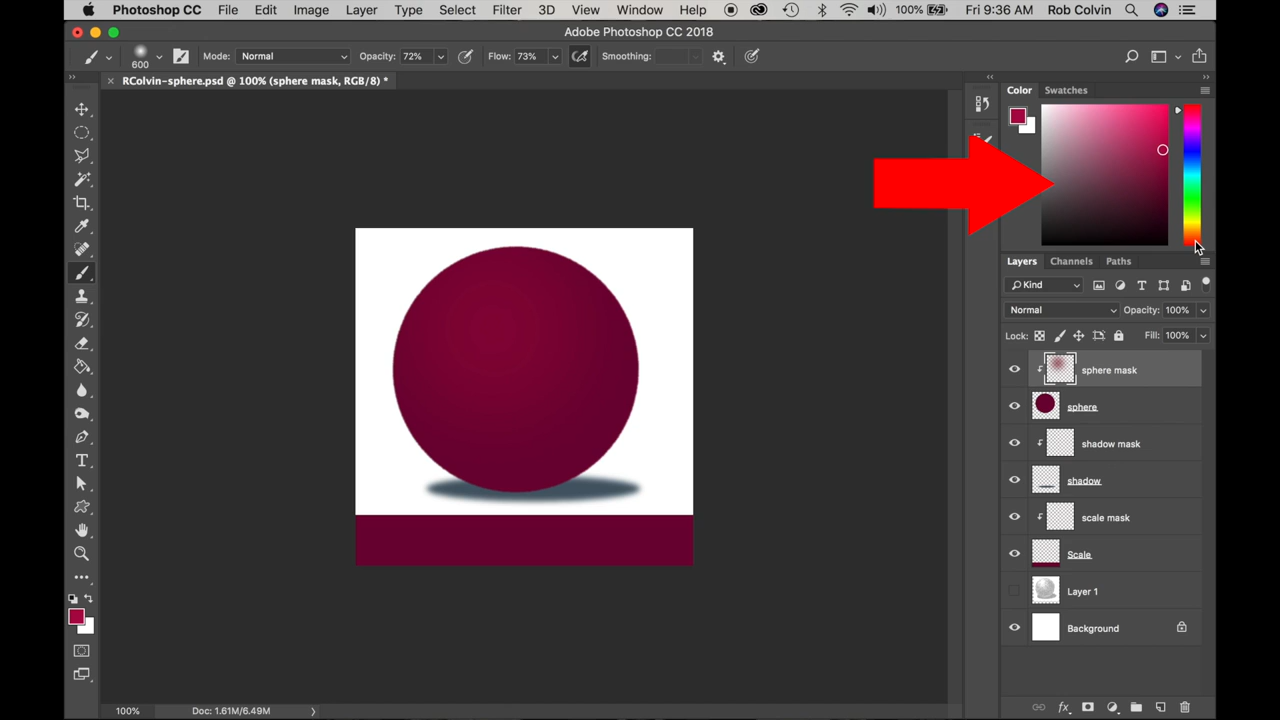 Photoshop CC File Edit Image Layer Type Select Filter 3D View Window Help 100% Fri 9:36 AM Rob Colvin
Adobe Photoshop CC 2018
600 Mode: Normal Opacity: 72% Flow: 73% Smoothing:
RColvin-sphere.psd @ 100% (sphere mask, RGB/8) *
Color Swatches
Layers Channels Paths
Kind
Normal Opacity: 100%
Lock: Fill: 100%
sphere mask
sphere
shadow mask
shadow
scale mask
Scale
Layer 1
Background
100% Doc: 1.61M/6.49M
fx